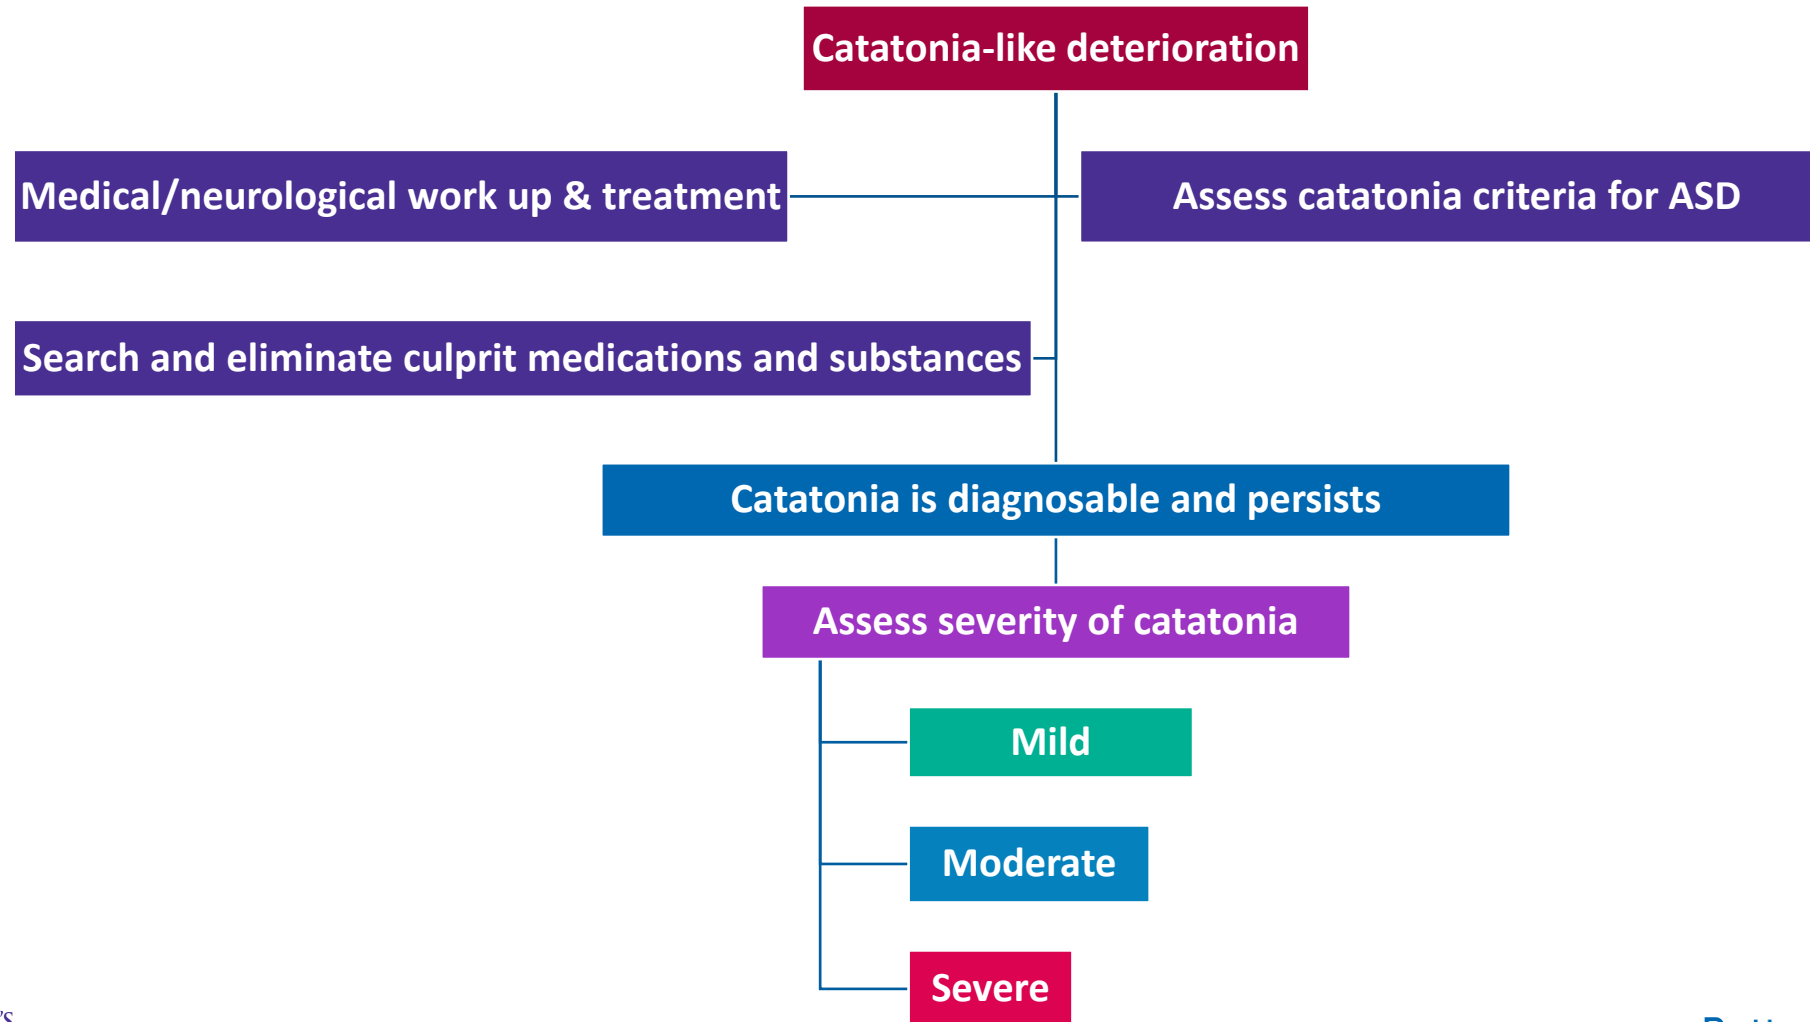 Catatonia-like deterioration
Medical/neurological work up & treatment
Assess catatonia criteria for ASD
Search and eliminate culprit medications and substances
Catatonia is diagnosable and persists
Assess severity of catatonia
Mild
Moderate
Severe